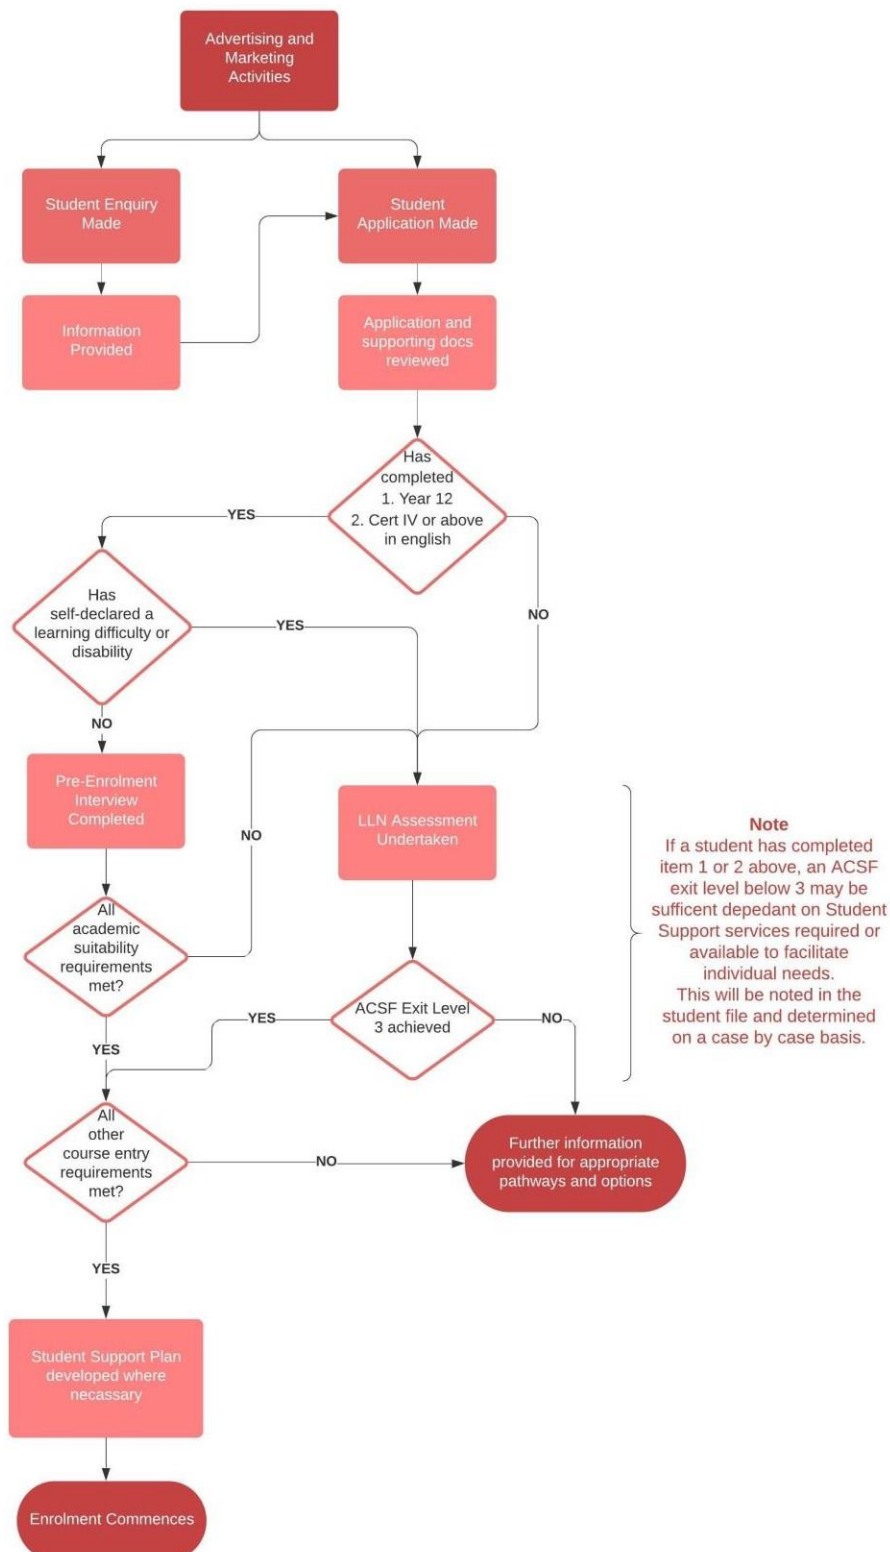 Advertising and
Marketing
Activities
Student Enquiry
Made
Student
Application Made
Information
Provided
Application and
supporting docs
reviewed
Has
completed
1. Year 12
2. Cert IV or above
in english
YES
NO
Has
self-declared a
learning difficulty or
disability
YES
NO
Pre-Enrolment
Interview
Completed
NO
LLN Assessment
Undertaken
Note
If a student has completed
item 1 or 2 above, an ACSF
exit level below 3 may be
sufficent depedant on Student
Support services required or
available to facilitate
individual needs.
This will be noted in the
student file and determined
on a case by case basis.
All
academic
suitability
requirements
met?
YES
ACSF Exit Level
3 achieved
YES
NO
All
other
course entry
requirements
met?
NO
Further information
provided for appropriate
pathways and options
YES
Student Support Plan
developed where
necassary
Enrolment Commences